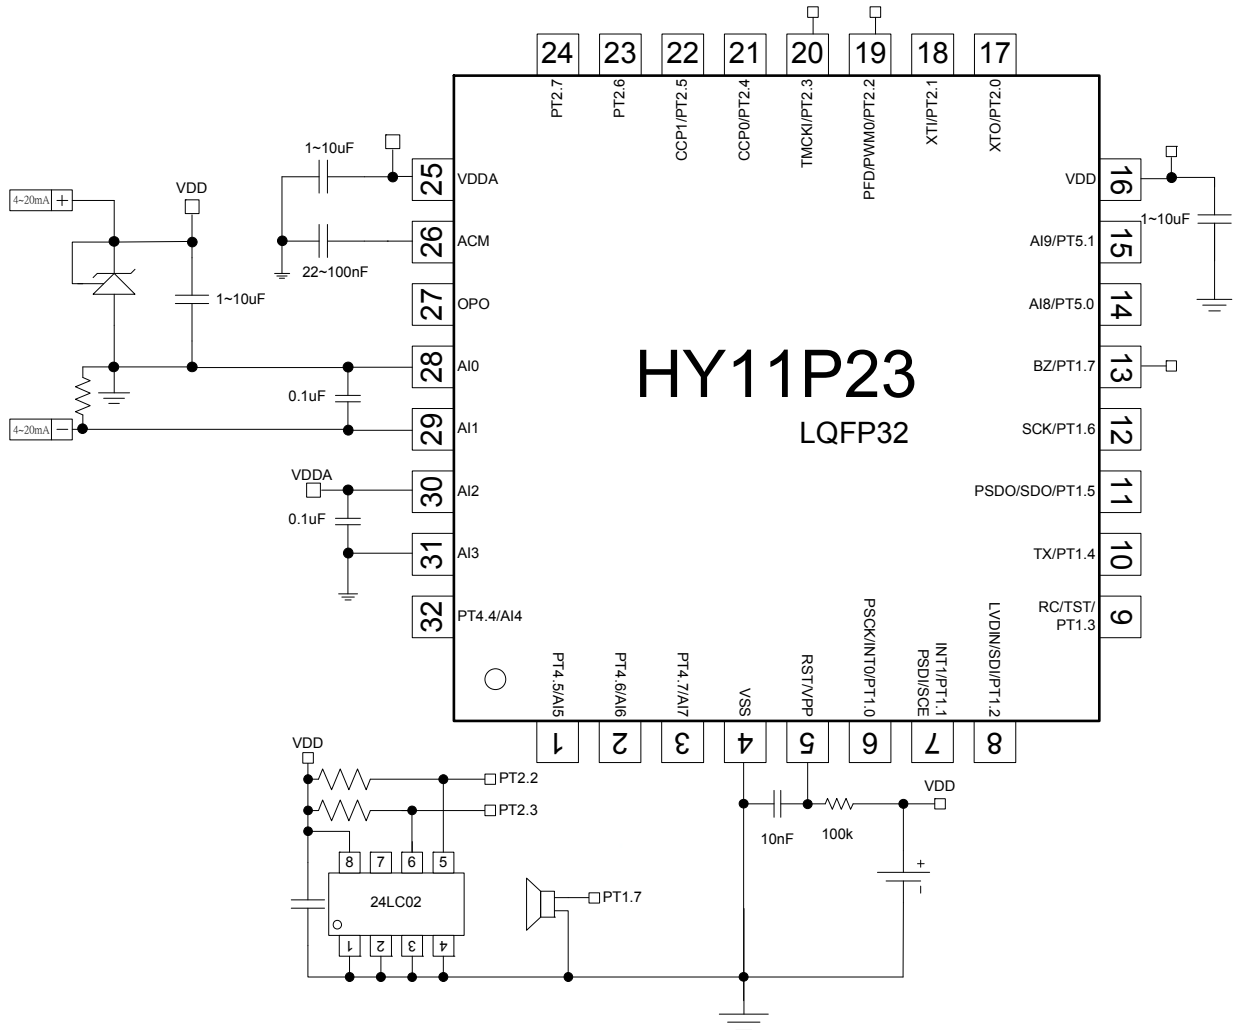 24 23 22 21 20 19 18 17
PT2.7
PT2.6
CCP1/PT2.5
CCP0/PT2.4
TMCKI/PT2.3
PFD/PWM0/PT2.2
XTI/PT2.1
XTO/PT2.0
4~20mA +
VDD
1~10uF
4~20mA −
1~10uF
22~100nF
0.1uF
VDDA
0.1uF
25 VDDA
26 ACM
27 OPO
28 AI0
29 AI1
30 AI2
31 AI3
32 PT4.4/AI4
HY11P23
LQFP32
VDD 16
AI9/PT5.1 15
AI8/PT5.0 14
BZ/PT1.7 13
SCK/PT1.6 12
PSDO/SDO/PT1.5 11
TX/PT1.4 10
RC/TST/
PT1.3 9
1~10uF
PT4.5/AI5
PT4.6/AI6
PT4.7/AI7
VSS
RST/VPP
PSCK/INT0/PT1.0
INT1/PT1.1
PSDI/SCE
LVDIN/SDI/PT1.2
1 2 3 4 5 6 7 8
VDD
PT2.2
PT2.3
8 7 6 5
24LC02
1 2 3 4
PT1.7
10nF
100k
VDD
+
−